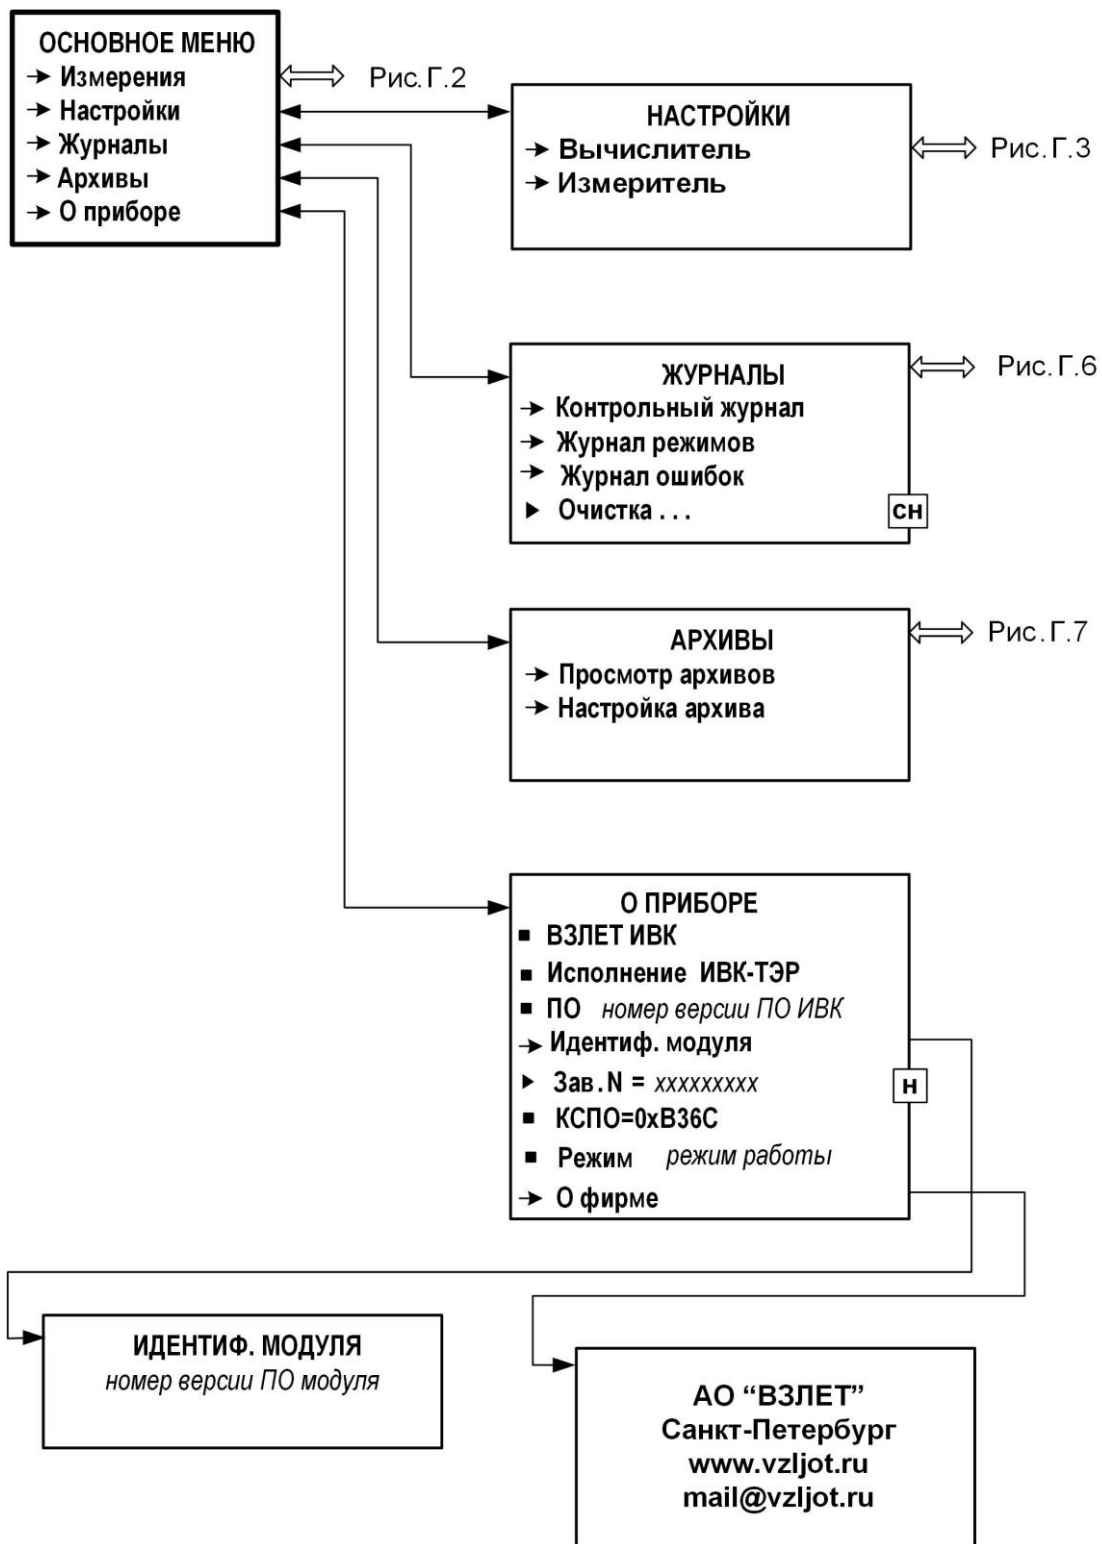 ОСНОВНОЕ МЕНЮ
Измерения
Настройки
Журналы
Архивы
О приборе
Рис.Г.2
НАСТРОЙКИ
Вычислитель
Измеритель
Рис.Г.3
ЖУРНАЛЫ
Контрольный журнал
Журнал режимов
Журнал ошибок
Очистка . . .
СН
Рис.Г.6
АРХИВЫ
Просмотр архивов
Настройка архива
Рис.Г.7
О ПРИБОРЕ
ВЗЛЕТ ИВК
Исполнение ИВК-ТЭР
ПО номер версии ПО ИВК
Идентиф. модуля
Зав.N = xxxxxxxxx
Н
КСПО=0xB36C
Режим режим работы
О фирме
ИДЕНТИФ. МОДУЛЯ
номер версии ПО модуля
АО “ВЗЛЕТ”
Санкт-Петербург
www.vzljot.ru
mail@vzljot.ru